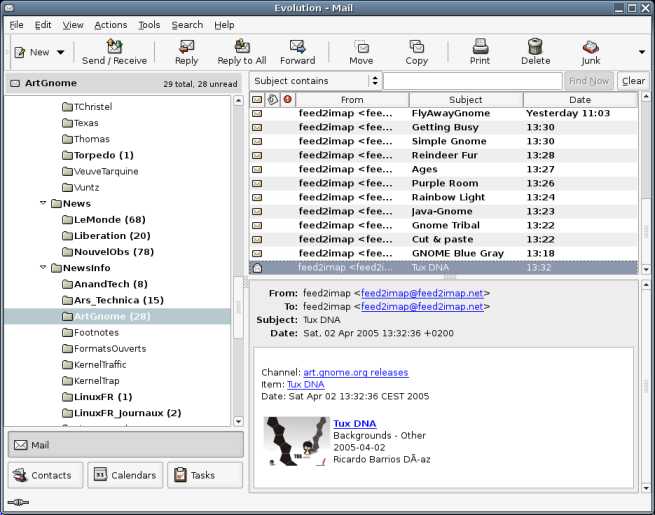 Evolution - Mail
File Edit View Actions Tools Search Help
New Send / Receive Reply Reply to All Forward Move Copy Print Delete Junk
ArtGnome 29 total, 28 unread
Subject contains Find Now Clear
From Subject Date
TChristel
Texas
Thomas
Torpedo (1)
VeuveTarquine
Vuntz
News
LeMonde (68)
Liberation (20)
NouvelObs (78)
NewsInfo
AnandTech (8)
Ars_Technica (15)
ArtGnome (28)
Footnotes
FormatsOuverts
KernelTraffic
KernelTrap
LinuxFR (1)
LinuxFR_Journaux (2)
Mail
Contacts Calendars Tasks
feed2imap <fee... FlyAwayGnome Yesterday 11:03
feed2imap <fee... Getting Busy 13:30
feed2imap <fee... Simple Gnome 13:30
feed2imap <fee... Reindeer Fur 13:28
feed2imap <fee... Ages 13:27
feed2imap <fee... Purple Room 13:26
feed2imap <fee... Rainbow Light 13:24
feed2imap <fee... Java-Gnome 13:23
feed2imap <fee... Gnome Tribal 13:22
feed2imap <fee... Cut & paste 13:22
feed2imap <fee... GNOME Blue Gray 13:18
feed2imap <feed2i... Tux DNA 13:32
From: feed2imap <feed2imap@feed2imap.net>
To: feed2imap <feed2imap@feed2imap.net>
Subject: Tux DNA
Date: Sat, 02 Apr 2005 13:32:36 +0200
Channel: art.gnome.org releases
Item: Tux DNA
Date: Sat Apr 02 13:32:36 CEST 2005
Tux DNA
Backgrounds - Other
2005-04-02
Ricardo Barrios DÃ-az